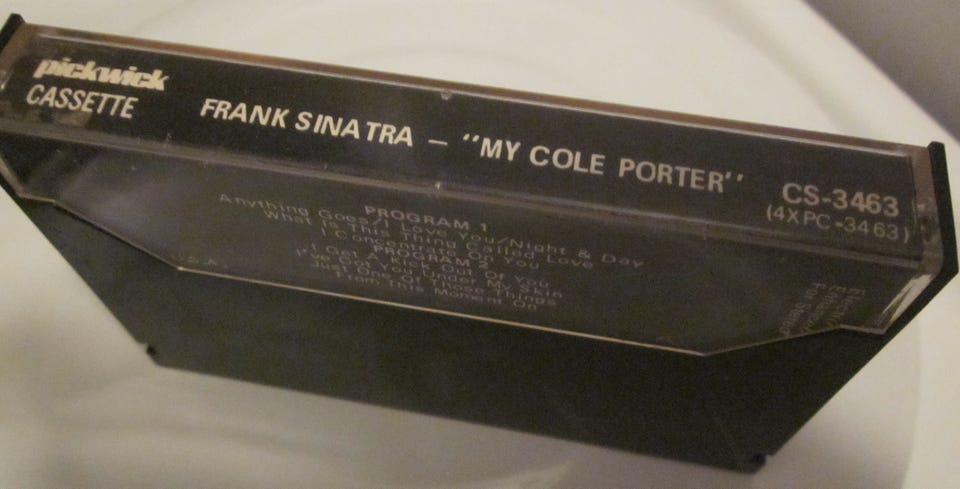 pickwick
CASSETTE
FRANK SINATRA — "MY COLE PORTER"
CS-3463
(4XPC-3463)
PROGRAM 1
Anything Goes/I Love You/Night & Day
What Is This Thing Called Love
I Concentrate On You
PROGRAM 2
I Get A Kick Out Of You
I've Got You Under My Skin
Just One Of Those Things
From This Moment On
U.S.A.